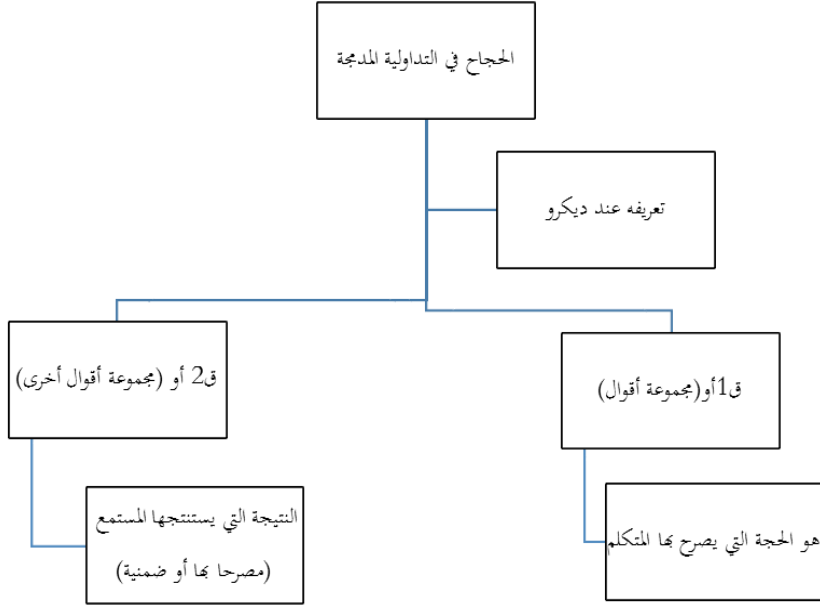 الحجاح في التداولية المدمجة
تعريفه عند ديكرو
ق1أو(مجموعة أقوال)
ق2 أو (مجموعة أقوال أخرى)
هو الحجة التي يصرح بها المتكلم
النتيجة التي يستنتجها المستمع
(مصرحا بها أو ضمنية)